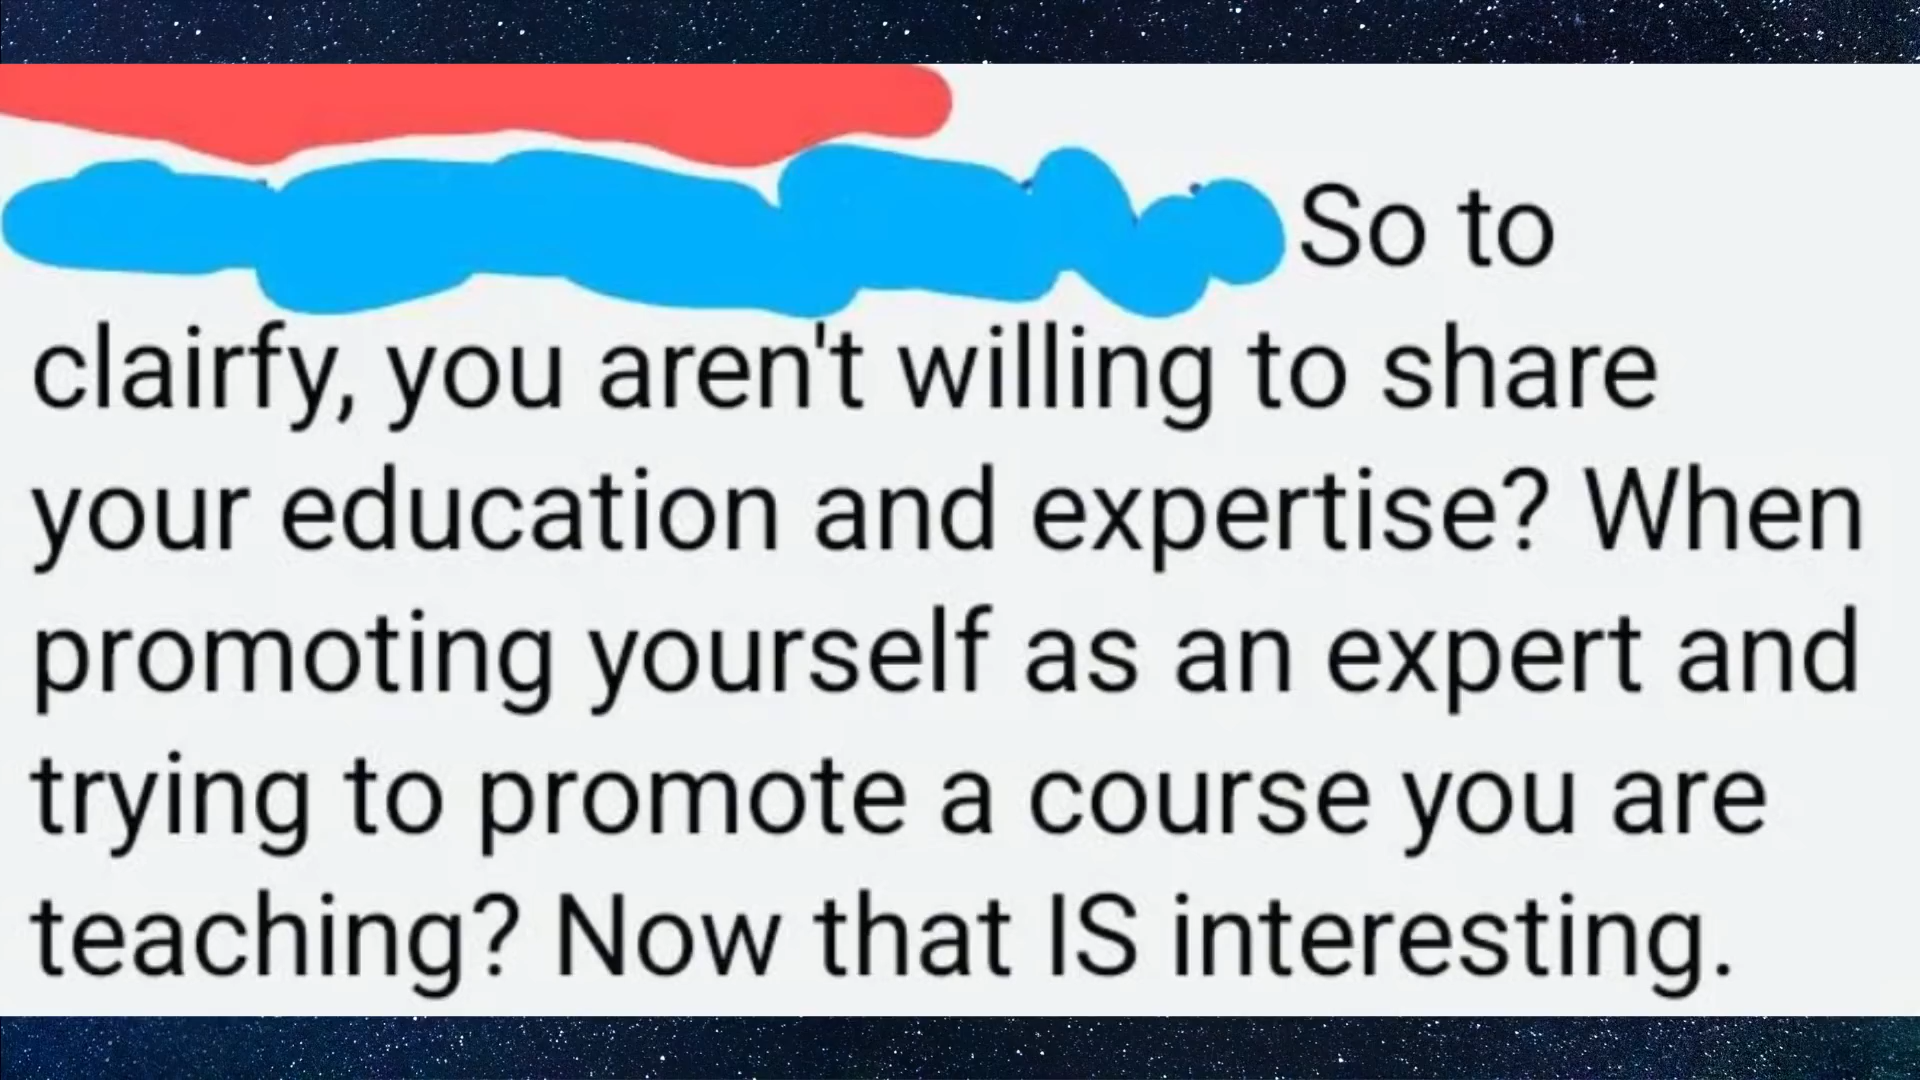 So to
clairfy, you aren't willing to share
your education and expertise? When
promoting yourself as an expert and
trying to promote a course you are
teaching? Now that IS interesting.